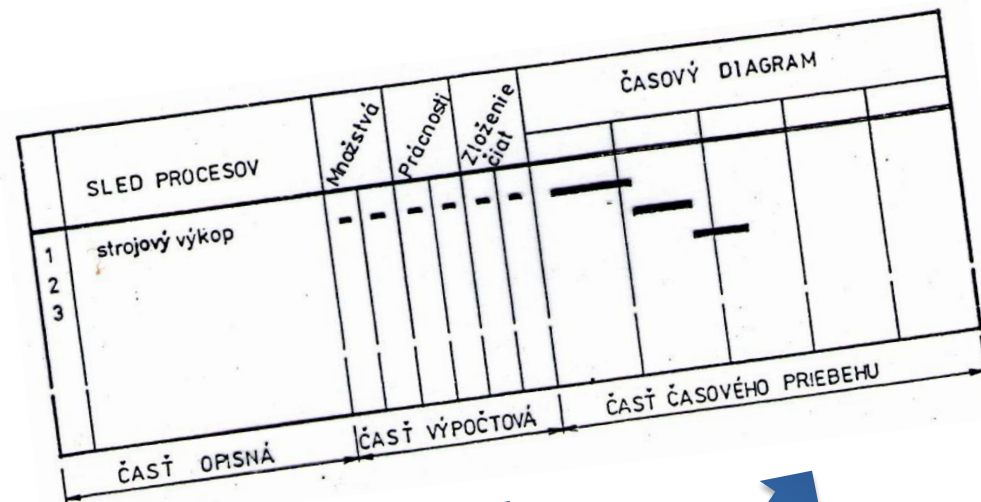 SLED PROCESOV
Množstvá
Prácnosti
Zloženie
čiat
ČASOVÝ DIAGRAM
1 strojový výkop
2
3
ČASŤ OPISNÁ
ČASŤ VÝPOČTOVÁ
ČASŤ ČASOVÉHO PRIEBEHU